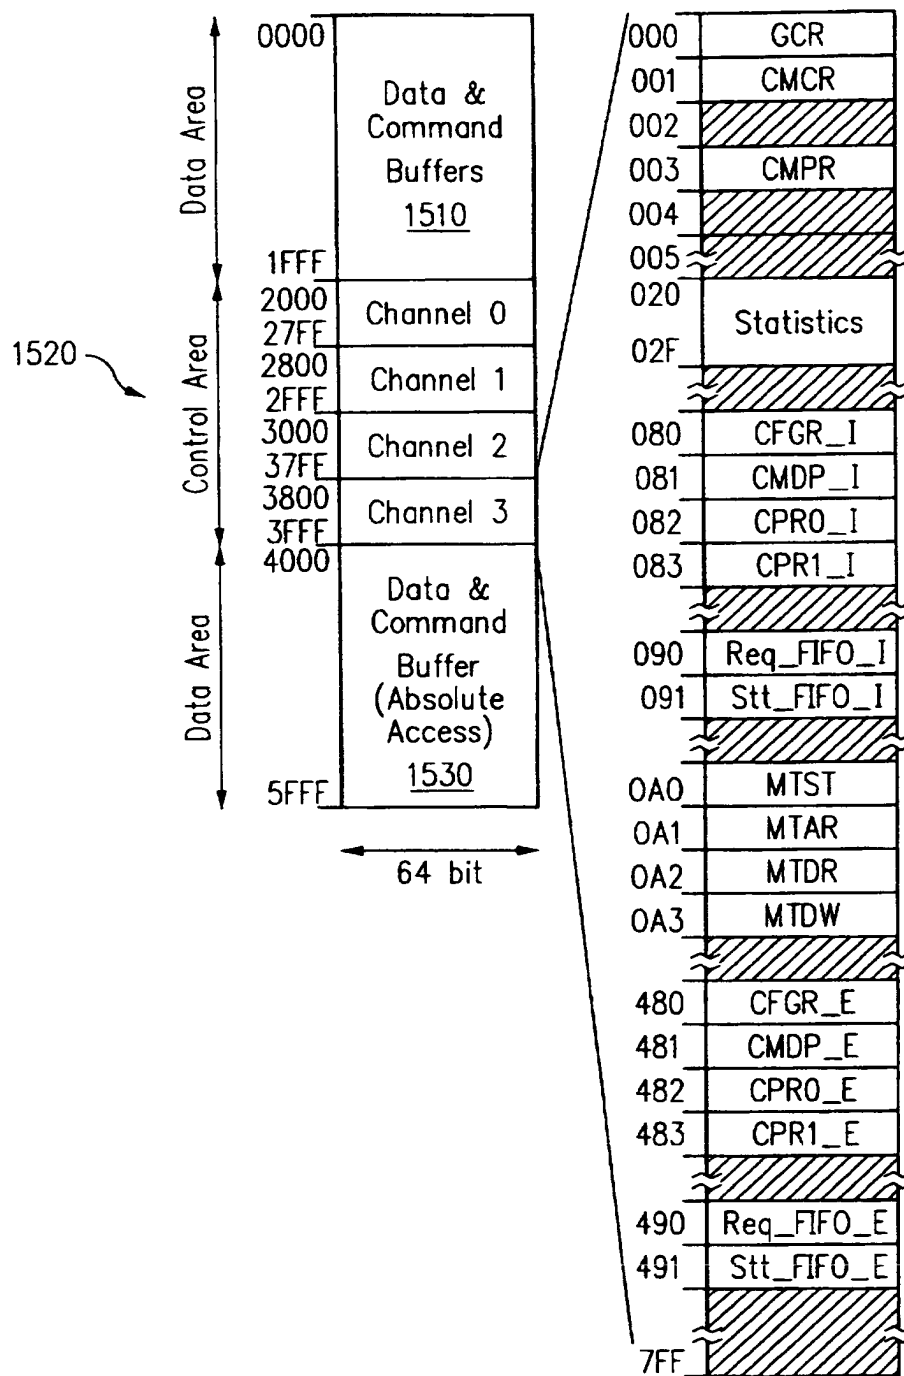 Data Area
Control Area
Data Area
1520
0000
Data &
Command
Buffers
1510
1FFF
2000
27FF
Channel 0
2800
2FFF
Channel 1
3000
37FF
Channel 2
3800
3FFF
Channel 3
4000
Data &
Command
Buffer
(Absolute
Access)
1530
5FFF
64 bit
000 GCR
001 CMCR
002
003 CMPR
004
005
020
Statistics
02F
080 CFGR_I
081 CMDP_I
082 CPR0_I
083 CPR1_I
090 Req_FIFO_I
091 Stt_FIFO_I
0A0 MTST
0A1 MTAR
0A2 MTDR
0A3 MTDW
480 CFGR_E
481 CMDP_E
482 CPR0_E
483 CPR1_E
490 Req_FIFO_E
491 Stt_FIFO_E
7FF